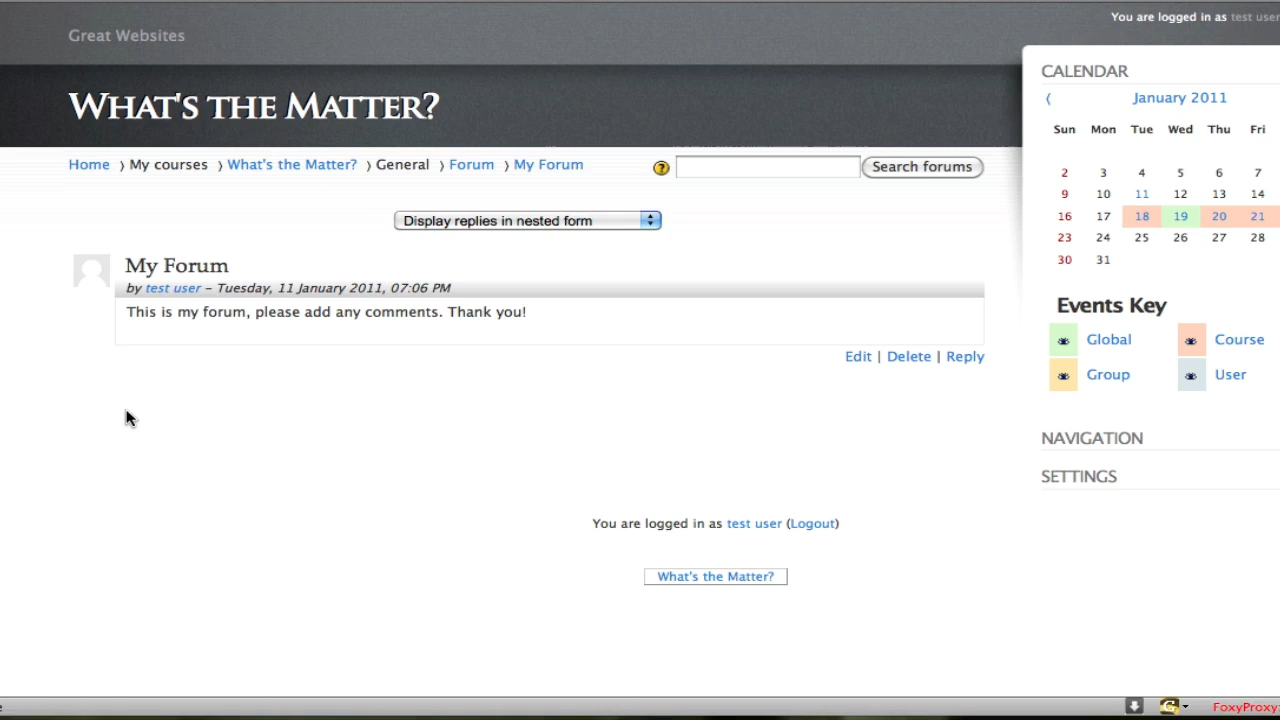 You are logged in as test user
Great Websites
WHAT'S THE MATTER?
Home › My courses › What's the Matter? › General › Forum › My Forum
? Search forums
Display replies in nested form
My Forum
by test user – Tuesday, 11 January 2011, 07:06 PM
This is my forum, please add any comments. Thank you!
Edit | Delete | Reply
You are logged in as test user (Logout)
What's the Matter?
CALENDAR
⟨ January 2011
Sun Mon Tue Wed Thu Fri
2 3 4 5 6 7
9 10 11 12 13 14
16 17 18 19 20 21
23 24 25 26 27 28
30 31
Events Key
Global Course
Group User
NAVIGATION
SETTINGS
FoxyProxy: